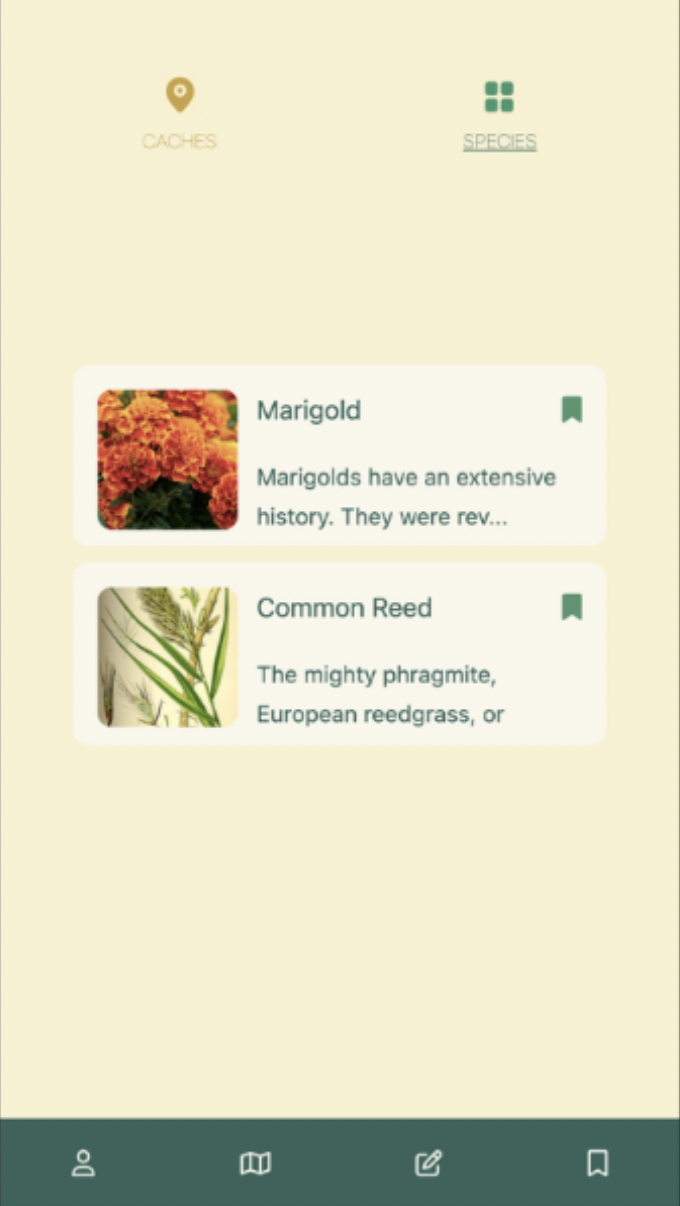 CACHES
SPECIES
Marigold
Marigolds have an extensive
history. They were rev...
Common Reed
The mighty phragmite,
European reedgrass, or